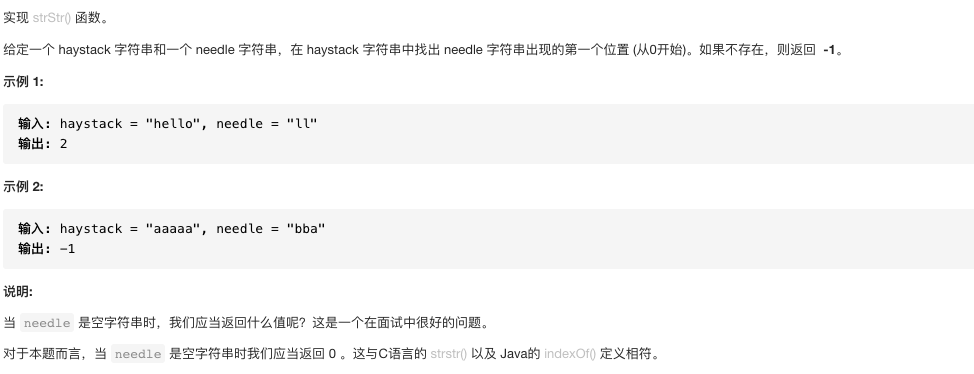 实现 strStr() 函数。
给定一个 haystack 字符串和一个 needle 字符串，在 haystack 字符串中找出 needle 字符串出现的第一个位置 (从0开始)。如果不存在，则返回  -1。
示例 1:
输入: haystack = "hello", needle = "ll"
输出: 2
示例 2:
输入: haystack = "aaaaa", needle = "bba"
输出: -1
说明:
当 needle 是空字符串时，我们应当返回什么值呢？这是一个在面试中很好的问题。
对于本题而言，当 needle 是空字符串时我们应当返回 0 。这与C语言的 strstr() 以及 Java的 indexOf() 定义相符。